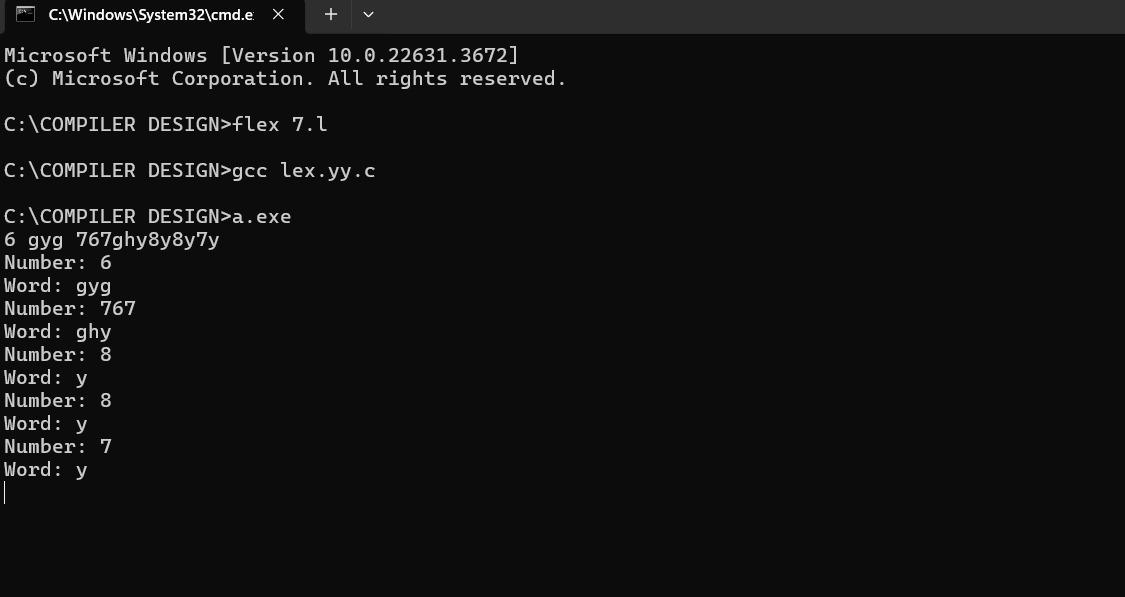 C:\Windows\System32\cmd.e
Microsoft Windows [Version 10.0.22631.3672]
(c) Microsoft Corporation. All rights reserved.
C:\COMPILER DESIGN>flex 7.l
C:\COMPILER DESIGN>gcc lex.yy.c
C:\COMPILER DESIGN>a.exe
6 gyg 767ghy8y8y7y
Number: 6
Word: gyg
Number: 767
Word: ghy
Number: 8
Word: y
Number: 8
Word: y
Number: 7
Word: y